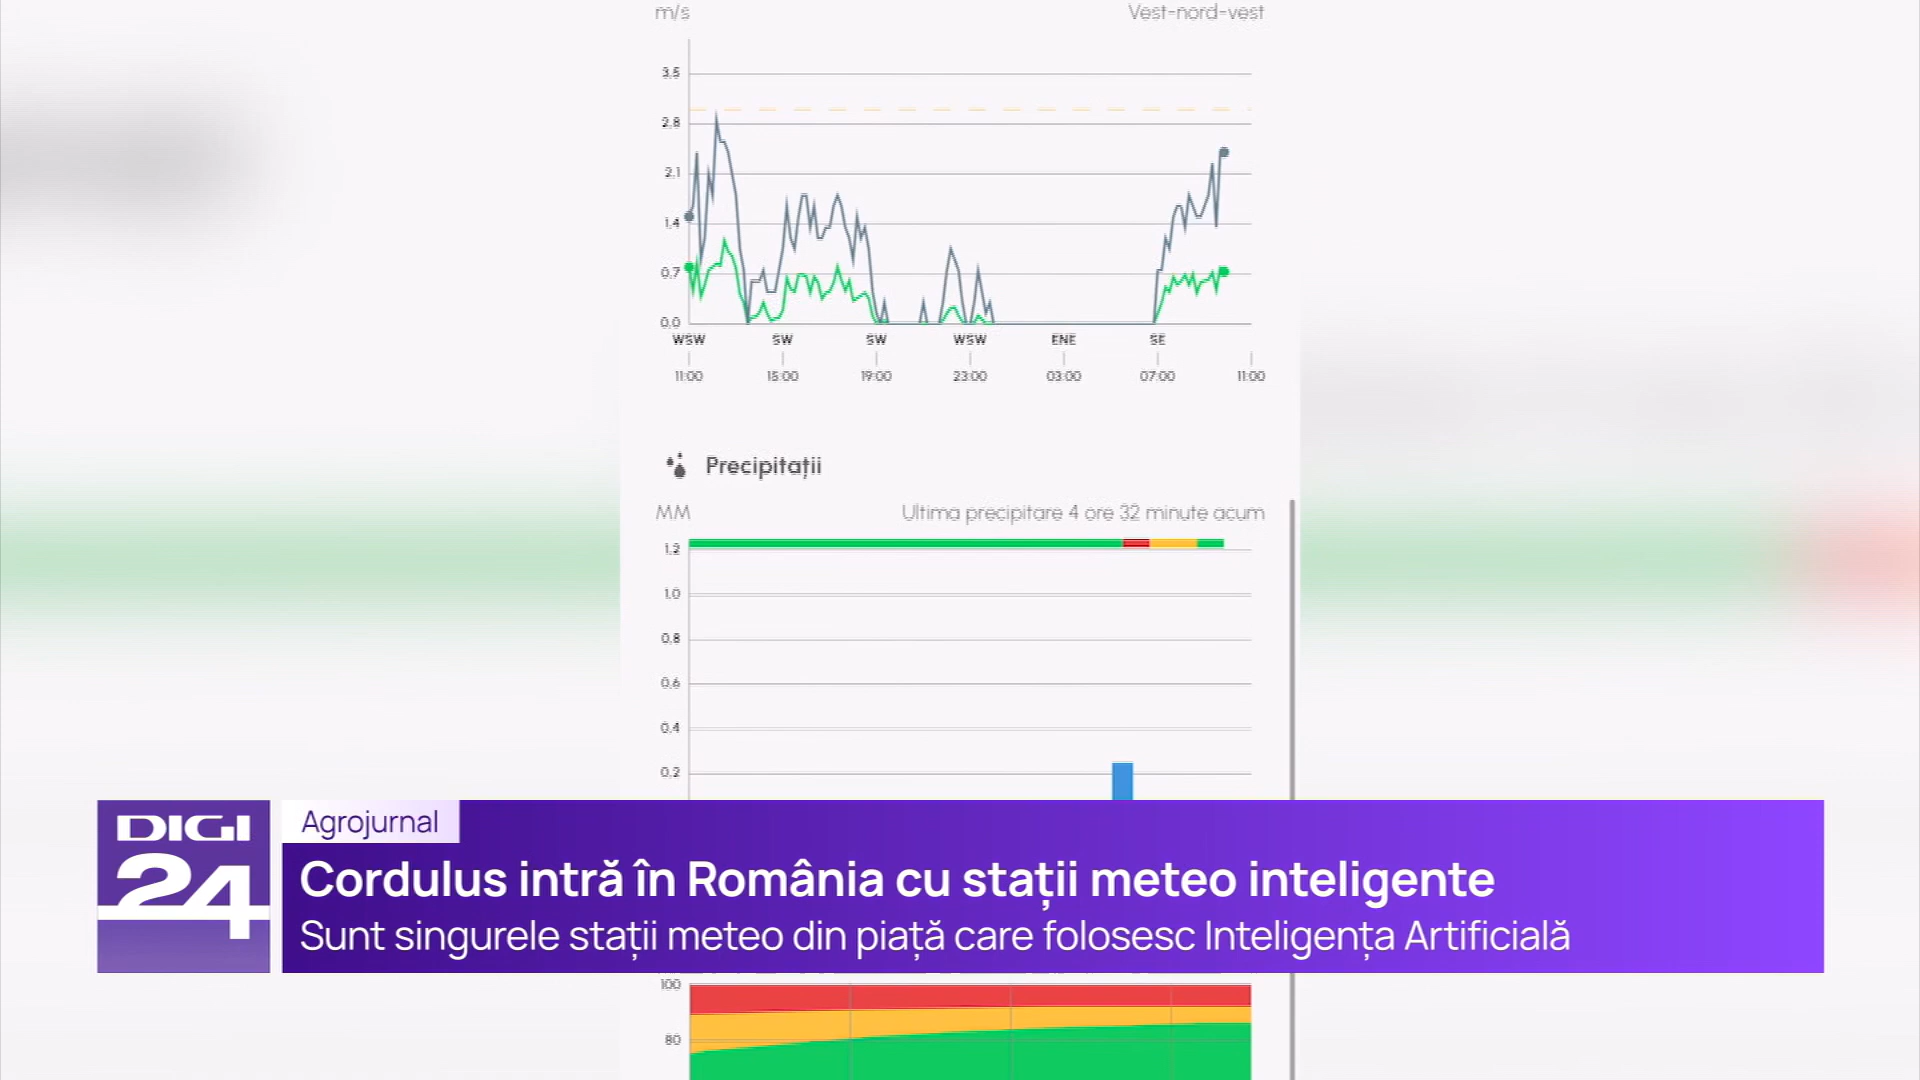 m/s Vest-nord-vest
3.5
2.8
2.1
1.4
0.7
0.0
WSW SW SW WSW ENE SE
11:00 15:00 19:00 23:00 03:00 07:00 11:00
Precipitații
MM Ultima precipitare 4 ore 32 minute acum
1.2
1.0
0.8
0.6
0.4
0.2
DIGI
24
Agrojurnal
Cordulus intră în România cu stații meteo inteligente
Sunt singurele stații meteo din piață care folosesc Inteligența Artificială
100
80